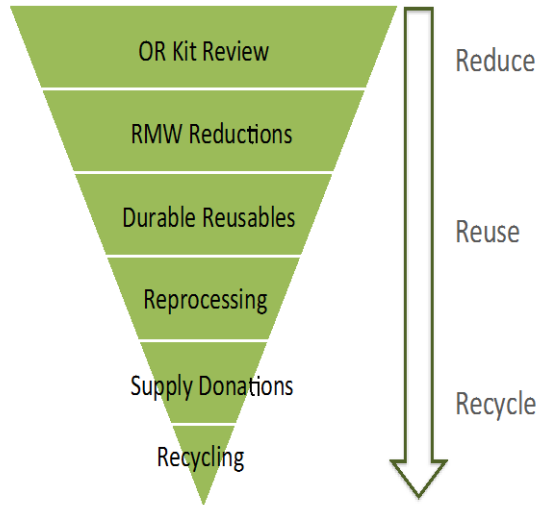 OR Kit Review
Reduce
RMW Reductions
Durable Reusables
Reuse
Reprocessing
Supply Donations
Recycle
Recycling